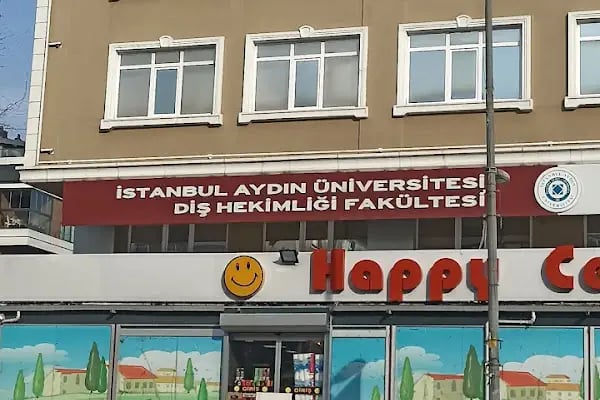 İSTANBUL AYDIN ÜNİVERSİTESİ
DİŞ HEKİMLİĞİ FAKÜLTESİ
Happy